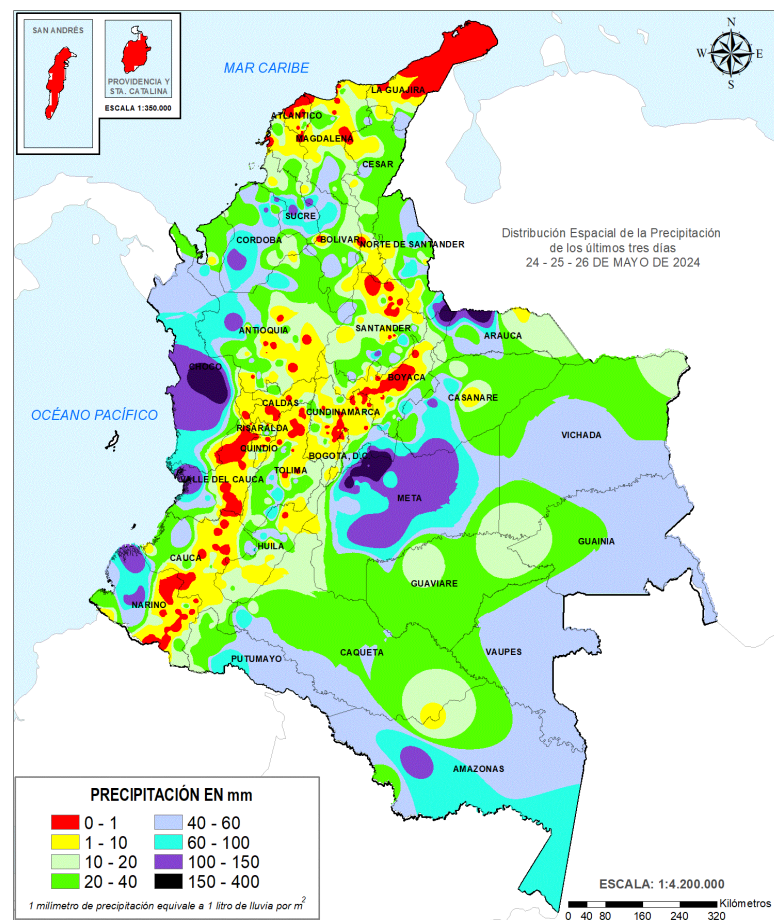 SAN ANDRÉS
PROVIDENCIA Y
STA. CATALINA
ESCALA 1:350.000
MAR CARIBE
N
W
E
S
LA GUAJIRA
ATLANTICO
MAGDALENA
CESAR
SUCRE
CORDOBA
BOLIVAR
NORTE DE SANTANDER
Distribución Espacial de la Precipitación
de los últimos tres días
24 - 25 - 26 DE MAYO DE 2024
ANTIOQUIA
SANTANDER
ARAUCA
CHOCO
BOYACA
CASANARE
OCÉANO PACÍFICO
CALDAS
CUNDINAMARCA
RISARALDA
VICHADA
QUINDIO
BOGOTA, D.C.
TOLIMA
VALLE DEL CAUCA
META
GUAINIA
CAUCA
HUILA
GUAVIARE
NARIÑO
CAQUETA
VAUPES
PUTUMAYO
AMAZONAS
PRECIPITACIÓN EN mm
0 - 1
40 - 60
1 - 10
60 - 100
10 - 20
100 - 150
20 - 40
150 - 400
1 milímetro de precipitación equivale a 1 litro de lluvia por m2
ESCALA: 1:4.200.000
Kilómetros
0 40 80 160 240 320